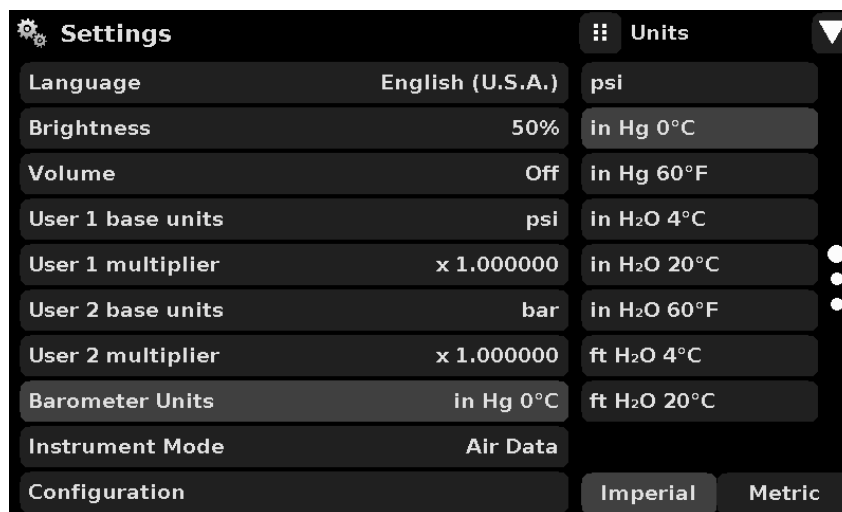 Settings
Language English (U.S.A.)
Brightness 50%
Volume Off
User 1 base units psi
User 1 multiplier x 1.000000
User 2 base units bar
User 2 multiplier x 1.000000
Barometer Units in Hg 0°C
Instrument Mode Air Data
Configuration
Units
psi
in Hg 0°C
in Hg 60°F
in H₂O 4°C
in H₂O 20°C
in H₂O 60°F
ft H₂O 4°C
ft H₂O 20°C
Imperial Metric